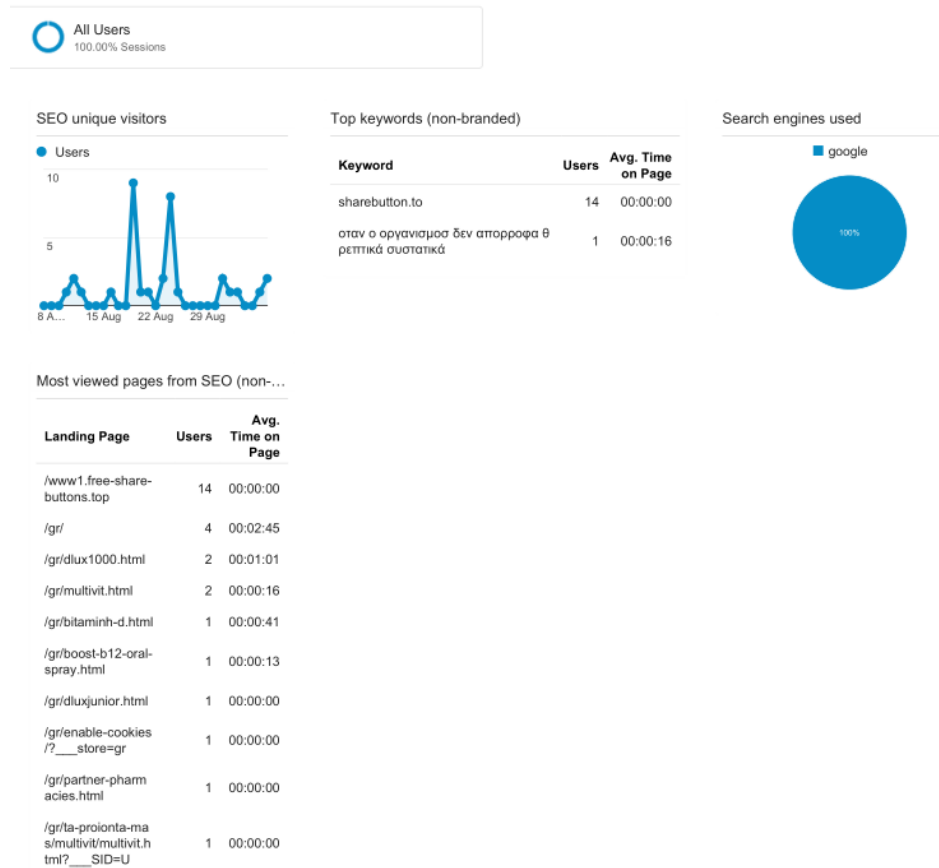 All Users
100.00% Sessions
SEO unique visitors
Users
10
5
8 A…
15 Aug
22 Aug
29 Aug
Top keywords (non-branded)
Keyword Users Avg. Time
on Page
sharebutton.to 14 00:00:00
οταν ο οργανισμοσ δεν απορροφα θ
ρεπτικά συστατικά 1 00:00:16
Search engines used
google
100%
Most viewed pages from SEO (non-…
Landing Page Users Avg.
Time on
Page
/www1.free-share-
buttons.top 14 00:00:00
/gr/ 4 00:02:45
/gr/dlux1000.html 2 00:01:01
/gr/multivit.html 2 00:00:16
/gr/bitaminh-d.html 1 00:00:41
/gr/boost-b12-oral-
spray.html 1 00:00:13
/gr/dluxjunior.html 1 00:00:00
/gr/enable-cookies
/?___store=gr 1 00:00:00
/gr/partner-pharm
acies.html 1 00:00:00
/gr/ta-proionta-ma
s/multivit/multivit.h
tml?___SID=U 1 00:00:00